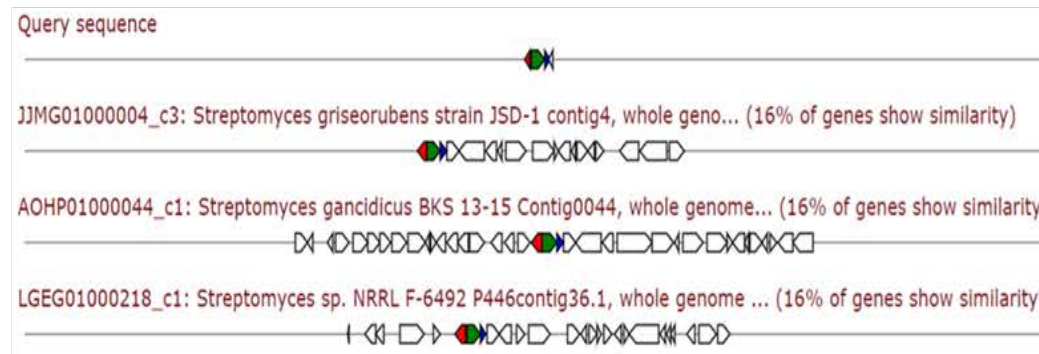 Query sequence
JJMG01000004_c3: Streptomyces griseorubens strain JSD-1 contig4, whole geno... (16% of genes show similarity)
AOHP01000044_c1: Streptomyces gancidicus BKS 13-15 Contig0044, whole genome... (16% of genes show similarity
LGEG01000218_c1: Streptomyces sp. NRRL F-6492 P446contig36.1, whole genome ... (16% of genes show similarity